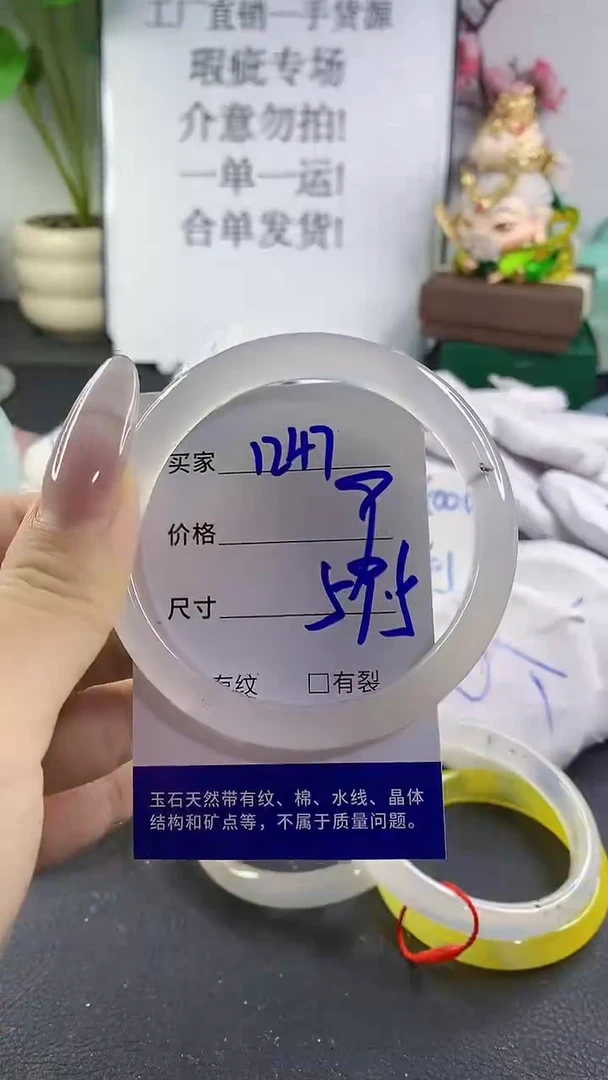 工厂直销一手货源
瑕疵专场
介意勿拍!
一单一运!
合单发货!
买家 1247
价格
尺寸
有纹 □有裂
玉石天然带有纹、棉、水线、晶体
结构和矿点等，不属于质量问题。